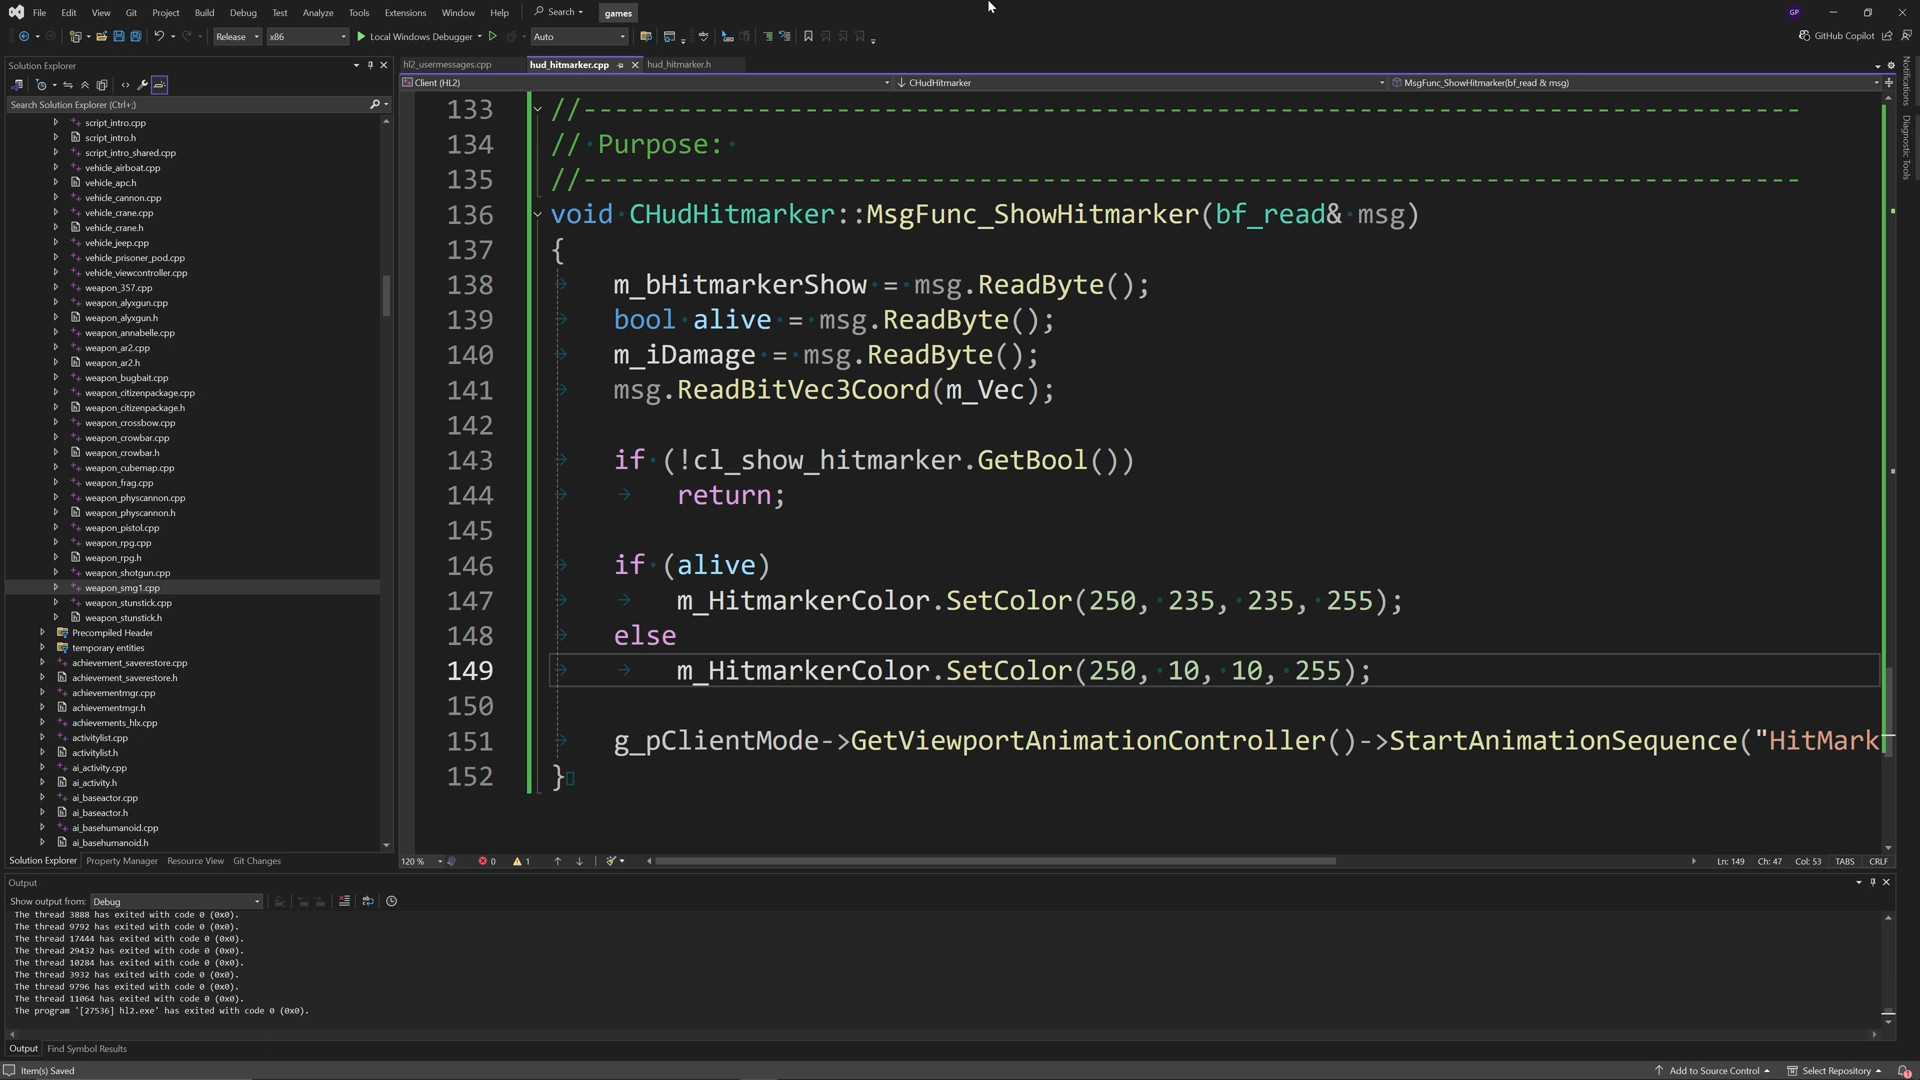 File Edit View Git Project Build Debug Test Analyze Tools Extensions Window Help Search games GP
Release x86 Local Windows Debugger Auto GitHub Copilot
Solution Explorer
hl2_usermessages.cpp hud_hitmarker.cpp hud_hitmarker.h
Client (HL2) CHudHitmarker MsgFunc_ShowHitmarker(bf_read & msg)
Search Solution Explorer (Ctrl+;)
script_intro.cpp
script_intro.h
script_intro_shared.cpp
vehicle_airboat.cpp
vehicle_apc.h
vehicle_cannon.cpp
vehicle_crane.cpp
vehicle_crane.h
vehicle_jeep.cpp
vehicle_prisoner_pod.cpp
vehicle_viewcontroller.cpp
weapon_357.cpp
weapon_alyxgun.cpp
weapon_alyxgun.h
weapon_annabelle.cpp
weapon_ar2.cpp
weapon_ar2.h
weapon_bugbait.cpp
weapon_citizenpackage.cpp
weapon_citizenpackage.h
weapon_crossbow.cpp
weapon_crowbar.cpp
weapon_crowbar.h
weapon_cubemap.cpp
weapon_frag.cpp
weapon_physcannon.cpp
weapon_physcannon.h
weapon_pistol.cpp
weapon_rpg.cpp
weapon_rpg.h
weapon_shotgun.cpp
weapon_smg1.cpp
weapon_stunstick.cpp
weapon_stunstick.h
Precompiled Header
temporary entities
achievement_saverestore.cpp
achievement_saverestore.h
achievementmgr.cpp
achievementmgr.h
achievements_hlx.cpp
activitylist.cpp
activitylist.h
ai_activity.cpp
ai_activity.h
ai_baseactor.cpp
ai_baseactor.h
ai_basehumanoid.cpp
ai_basehumanoid.h
Solution Explorer Property Manager Resource View Git Changes
133 //-----------------------------------------------------------------------------
134 // Purpose:
135 //-----------------------------------------------------------------------------
136 void CHudHitmarker::MsgFunc_ShowHitmarker(bf_read& msg)
137 {
138 m_bHitmarkerShow = msg.ReadByte();
139 bool alive = msg.ReadByte();
140 m_iDamage = msg.ReadByte();
141 msg.ReadBitVec3Coord(m_Vec);
142
143 if (!cl_show_hitmarker.GetBool())
144 return;
145
146 if (alive)
147 m_HitmarkerColor.SetColor(250, 235, 235, 255);
148 else
149 m_HitmarkerColor.SetColor(250, 10, 10, 255);
150
151 g_pClientMode->GetViewportAnimationController()->StartAnimationSequence("HitMark
152 }
120 % 0 1 Ln: 149 Ch: 47 Col: 53 TABS CRLF
Notifications
Diagnostic Tools
Output
Show output from: Debug
The thread 3888 has exited with code 0 (0x0).
The thread 9792 has exited with code 0 (0x0).
The thread 17444 has exited with code 0 (0x0).
The thread 29432 has exited with code 0 (0x0).
The thread 10284 has exited with code 0 (0x0).
The thread 3932 has exited with code 0 (0x0).
The thread 9796 has exited with code 0 (0x0).
The thread 11064 has exited with code 0 (0x0).
The program '[27536] hl2.exe' has exited with code 0 (0x0).
Output Find Symbol Results
Item(s) Saved Add to Source Control Select Repository